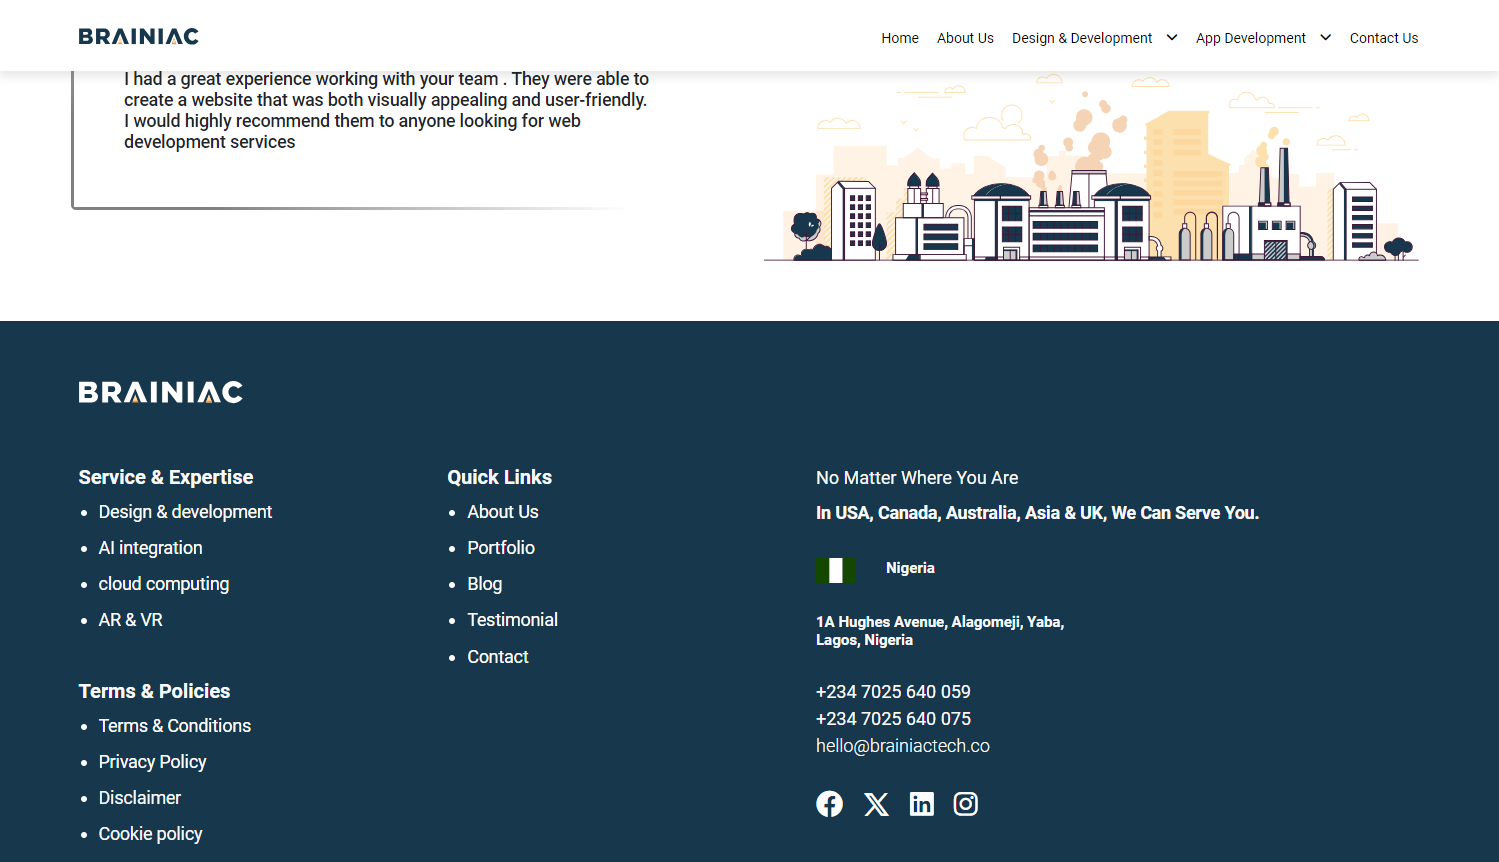 BRAINIAC
Home About Us Design & Development App Development Contact Us
I had a great experience working with your team . They were able to
create a website that was both visually appealing and user-friendly.
I would highly recommend them to anyone looking for web
development services
BRAINIAC
Service & Expertise
Design & development
AI integration
cloud computing
AR & VR
Terms & Policies
Terms & Conditions
Privacy Policy
Disclaimer
Cookie policy
Quick Links
About Us
Portfolio
Blog
Testimonial
Contact
No Matter Where You Are
In USA, Canada, Australia, Asia & UK, We Can Serve You.
Nigeria
1A Hughes Avenue, Alagomeji, Yaba,
Lagos, Nigeria
+234 7025 640 059
+234 7025 640 075
hello@brainiactech.co